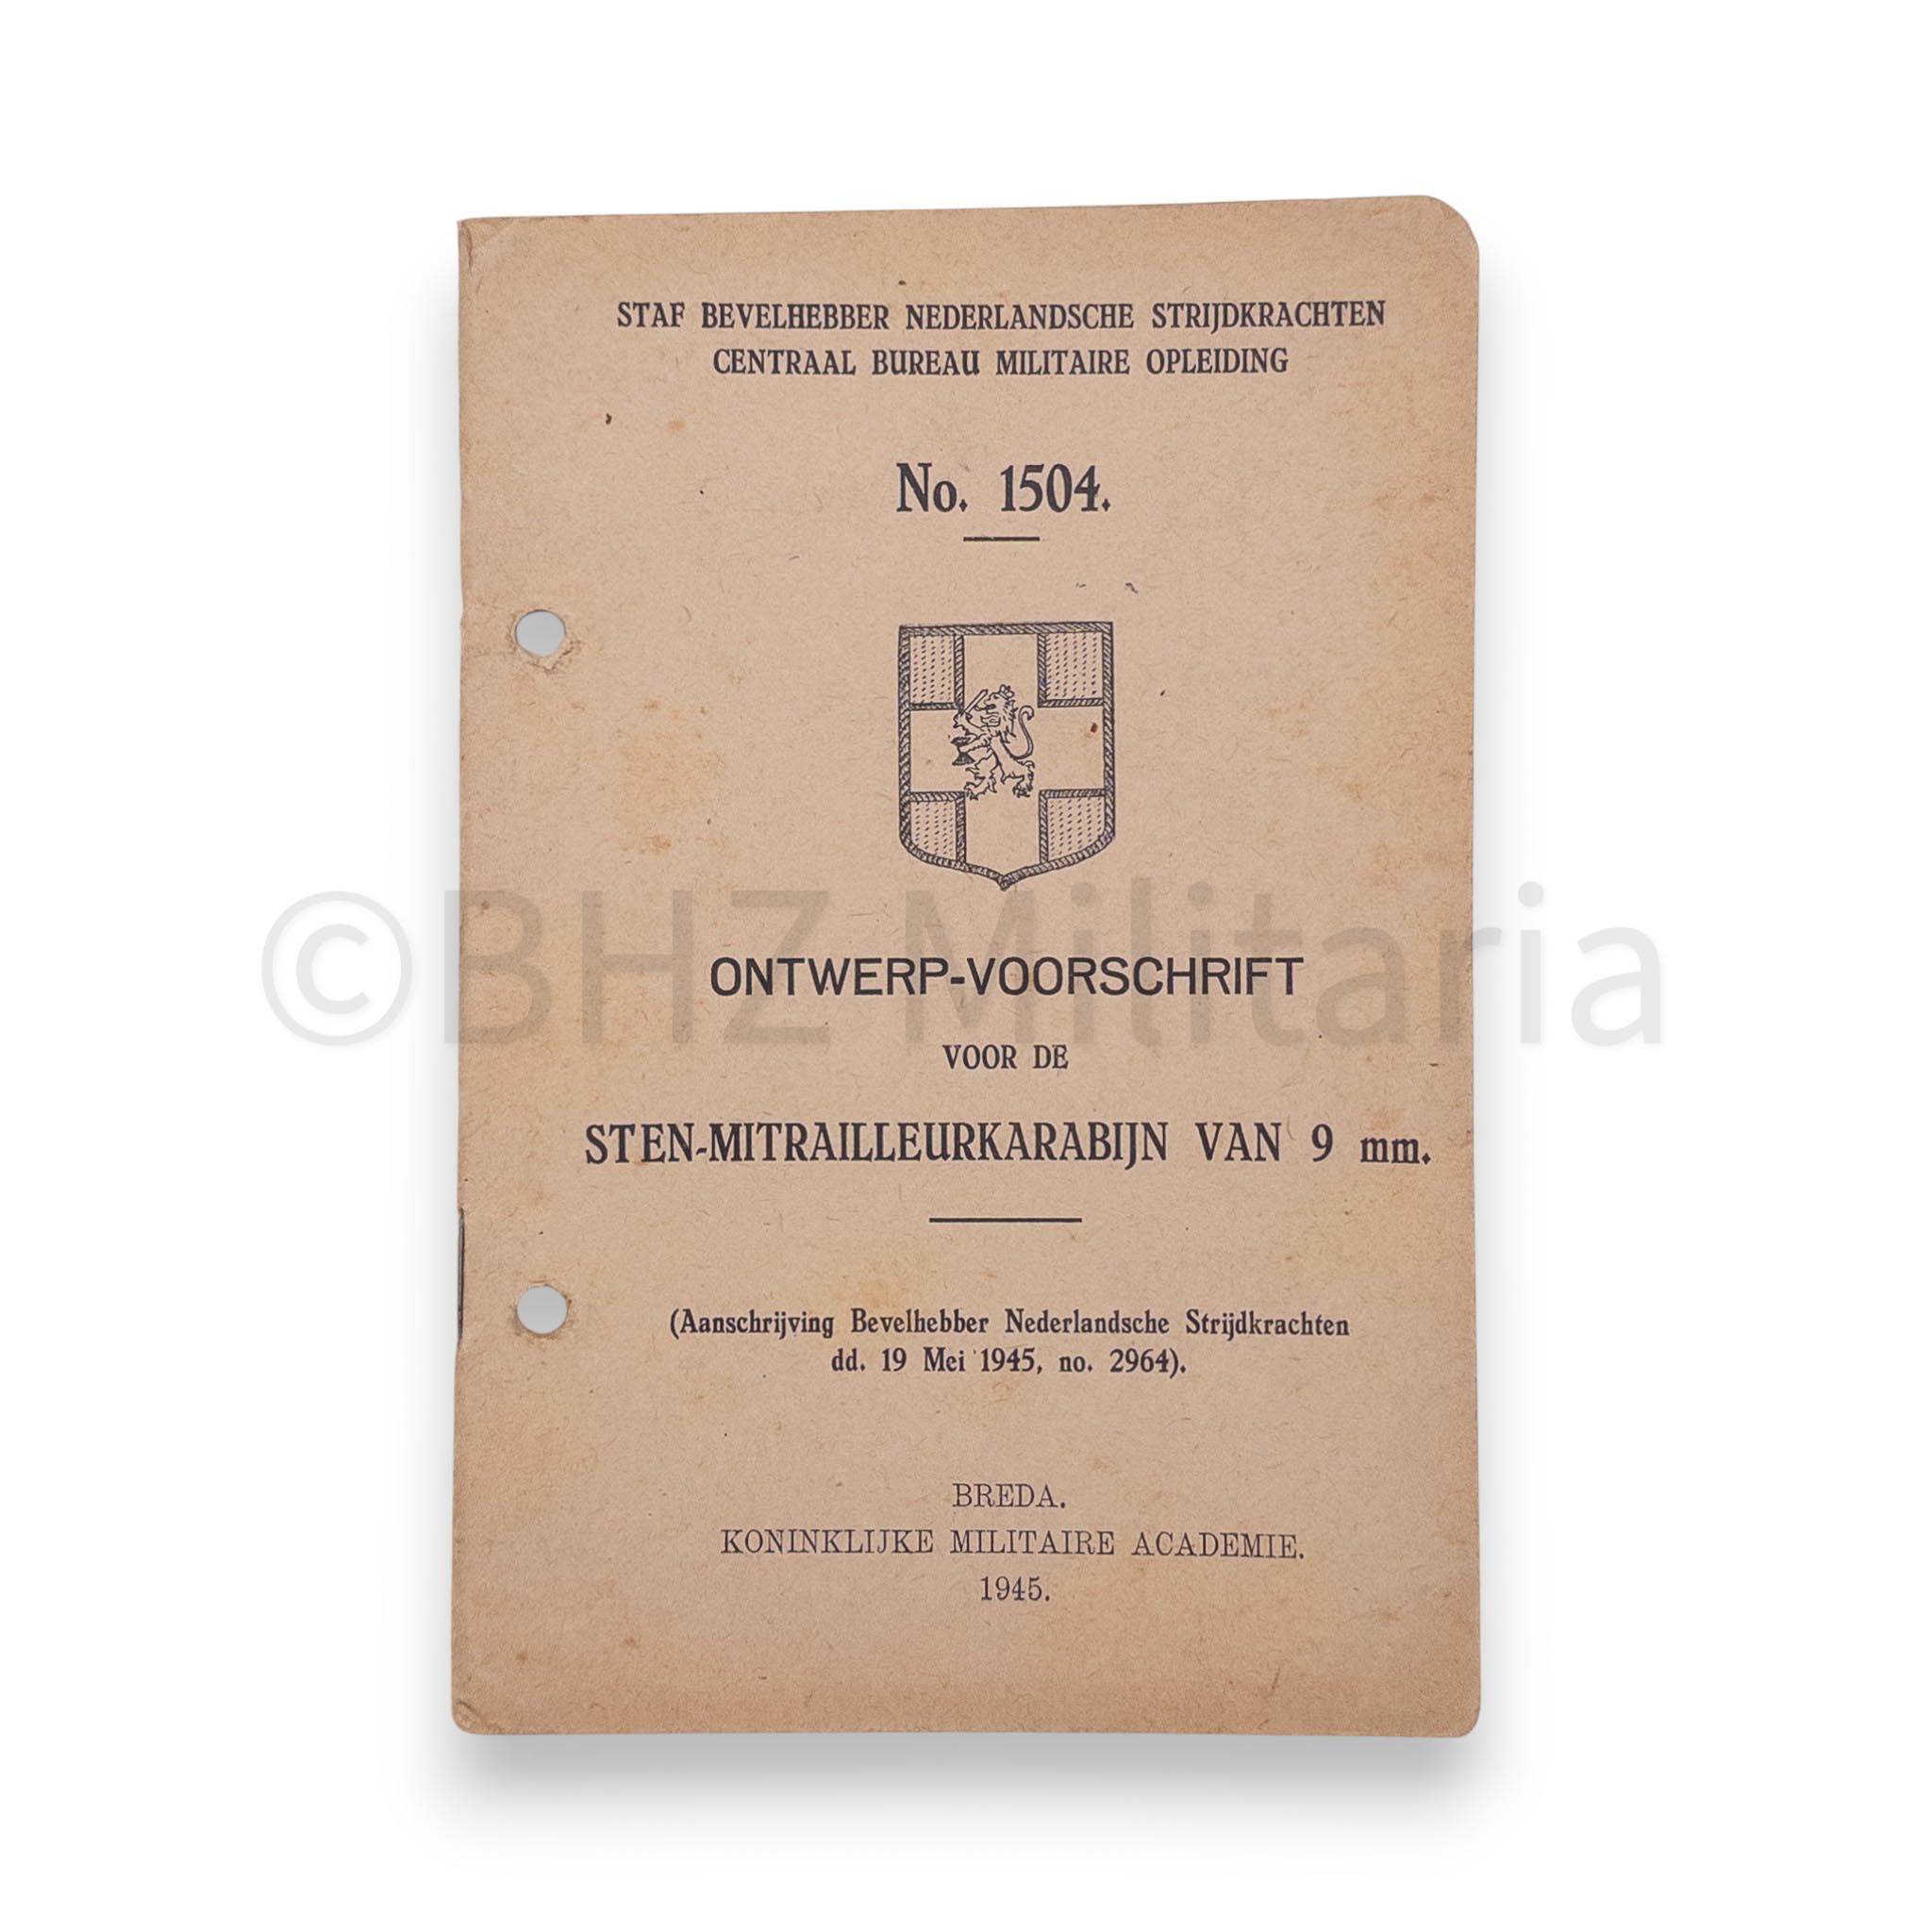 STAF BEVELHEBBER NEDERLANDSCHE STRIJDKRACHTEN
CENTRAAL BUREAU MILITAIRE OPLEIDING
No. 1504.
©BHZ Militaria
ONTWERP-VOORSCHRIFT
VOOR DE
STEN-MITRAILLEURKARABIJN VAN 9 mm.
(Aanschrijving Bevelhebber Nederlandsche Strijdkrachten
dd. 19 Mei 1945, no. 2964).
BREDA.
KONINKLIJKE MILITAIRE ACADEMIE.
1945.